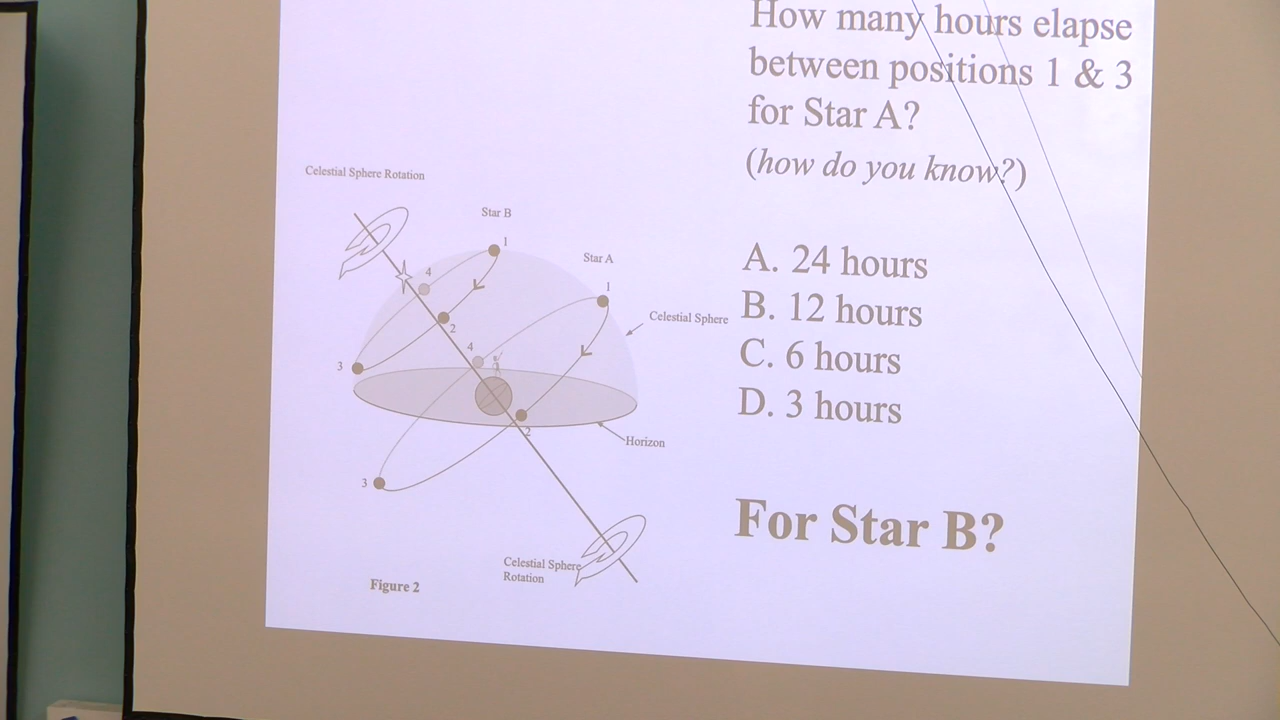 How many hours elapse
between positions 1 & 3
for Star A?
(how do you know?)
A. 24 hours
B. 12 hours
C. 6 hours
D. 3 hours
For Star B?
Celestial Sphere Rotation
Star B
1
4
2
3
Star A
1
4
2
3
Celestial Sphere
Horizon
Celestial Sphere
Rotation
Figure 2